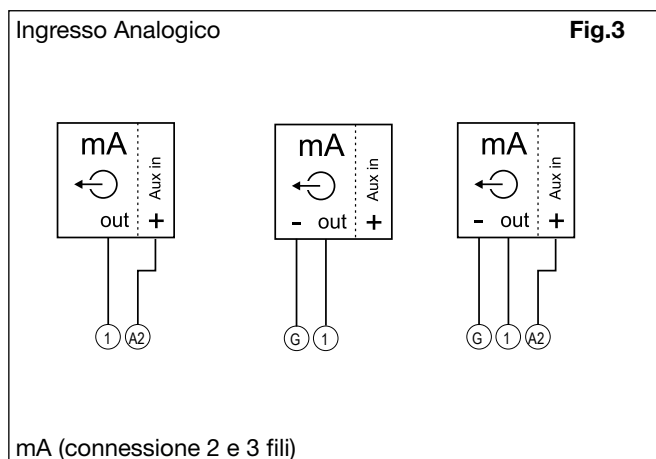 Ingresso Analogico Fig.3
mA mA mA
Aux in Aux in Aux in
out + - out + - out +
1 A2 G 1 G 1 A2
mA (connessione 2 e 3 fili)